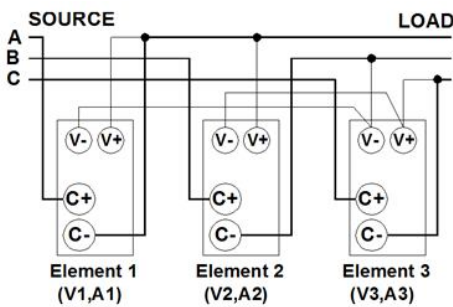 SOURCE LOAD
A
B
C
V- V+ V- V+ V- V+
C+ C+ C+
C- C- C-
Element 1 Element 2 Element 3
(V1,A1) (V2,A2) (V3,A3)